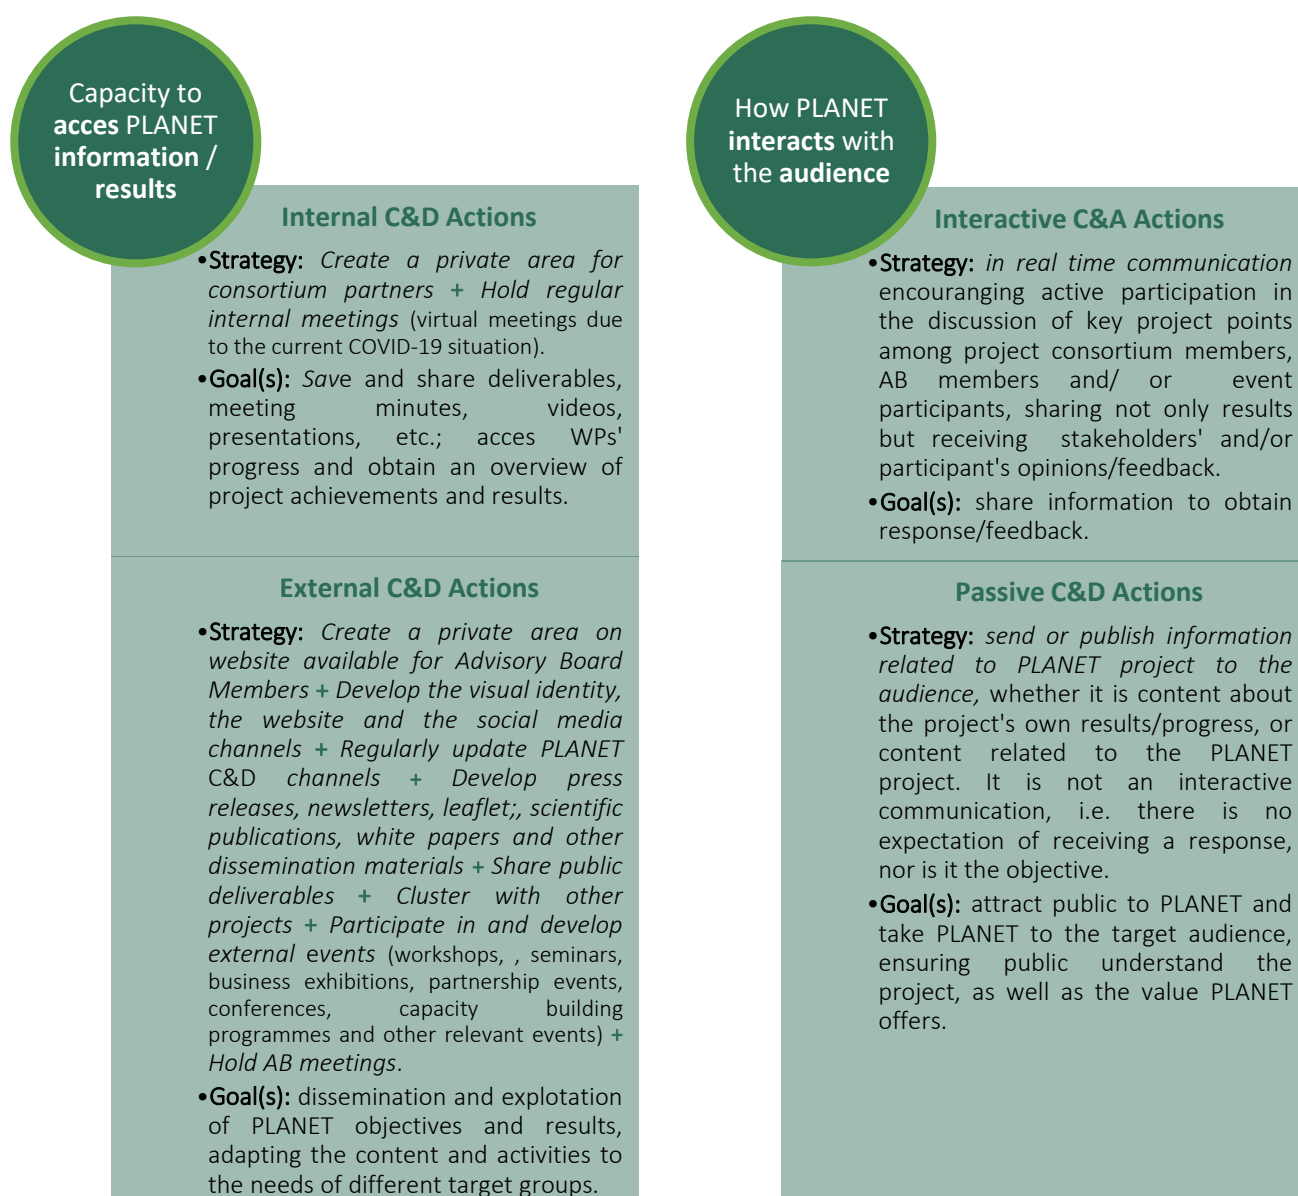 Capacity to
acces PLANET
information /
results
Internal C&D Actions
•Strategy: Create a private area for
consortium partners + Hold regular
internal meetings (virtual meetings due
to the current COVID-19 situation).
•Goal(s): Save and share deliverables,
meeting minutes, videos,
presentations, etc.; acces WPs'
progress and obtain an overview of
project achievements and results.
External C&D Actions
•Strategy: Create a private area on
website available for Advisory Board
Members + Develop the visual identity,
the website and the social media
channels + Regularly update PLANET
C&D channels + Develop press
releases, newsletters, leaflet;, scientific
publications, white papers and other
dissemination materials + Share public
deliverables + Cluster with other
projects + Participate in and develop
external events (workshops, , seminars,
business exhibitions, partnership events,
conferences, capacity building
programmes and other relevant events) +
Hold AB meetings.
•Goal(s): dissemination and explotation
of PLANET objectives and results,
adapting the content and activities to
the needs of different target groups.
How PLANET
interacts with
the audience
Interactive C&A Actions
•Strategy: in real time communication
encouranging active participation in
the discussion of key project points
among project consortium members,
AB members and/ or event
participants, sharing not only results
but receiving stakeholders' and/or
participant's opinions/feedback.
•Goal(s): share information to obtain
response/feedback.
Passive C&D Actions
•Strategy: send or publish information
related to PLANET project to the
audience, whether it is content about
the project's own results/progress, or
content related to the PLANET
project. It is not an interactive
communication, i.e. there is no
expectation of receiving a response,
nor is it the objective.
•Goal(s): attract public to PLANET and
take PLANET to the target audience,
ensuring public understand the
project, as well as the value PLANET
offers.